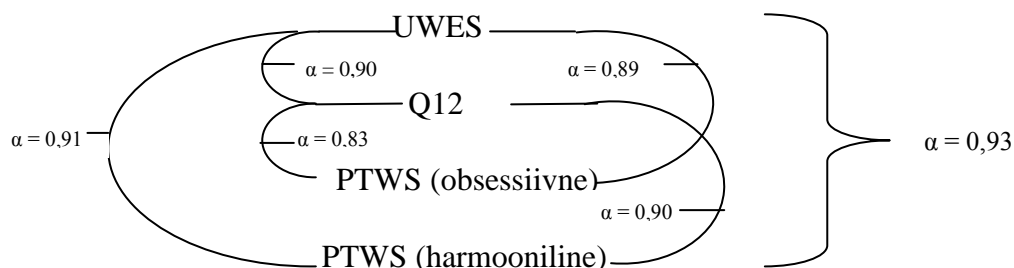 UWES
α = 0,90
α = 0,89
Q12
α = 0,91
α = 0,83
α = 0,93
PTWS (obsessiivne)
α = 0,90
PTWS (harmooniline)